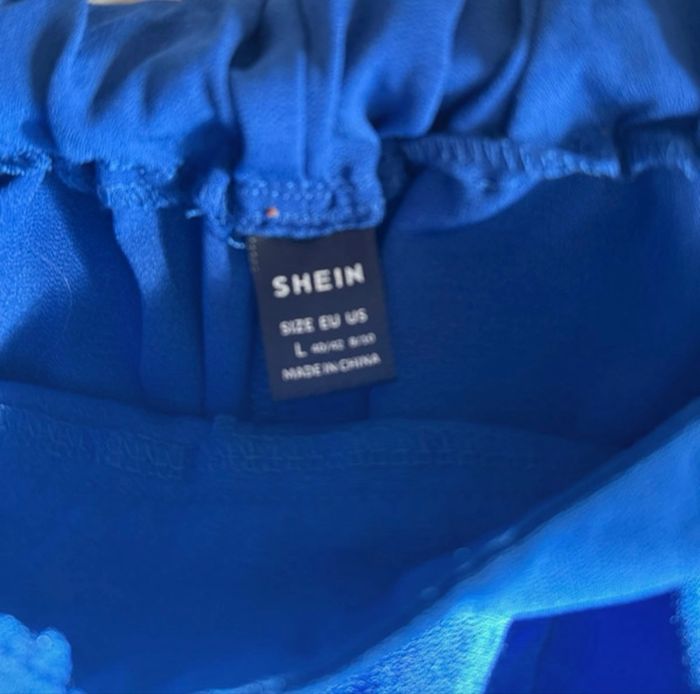 SHEIN
SIZE EU US
L 40/42 8/10
MADE IN CHINA